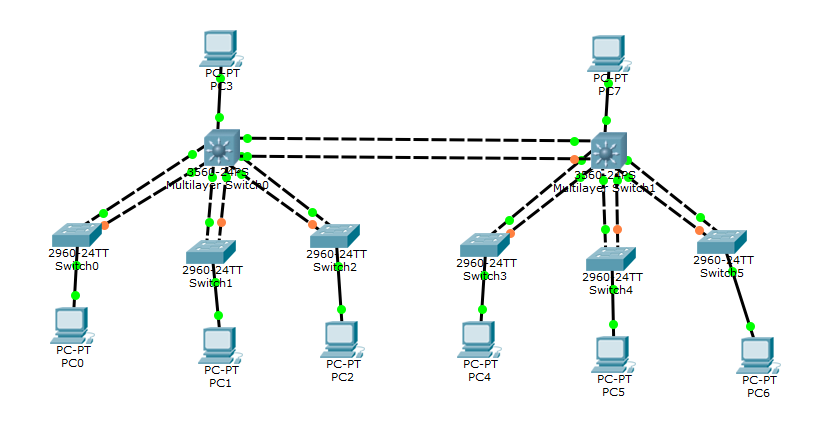 PC-PT
PC3
PC-PT
PC7
3560-24PS
Multilayer Switch0
3560-24PS
Multilayer Switch1
2960-24TT
Switch0
2960-24TT
Switch1
2960-24TT
Switch2
2960-24TT
Switch3
2960-24TT
Switch4
2960-24TT
Switch5
PC-PT
PC0
PC-PT
PC1
PC-PT
PC2
PC-PT
PC4
PC-PT
PC5
PC-PT
PC6